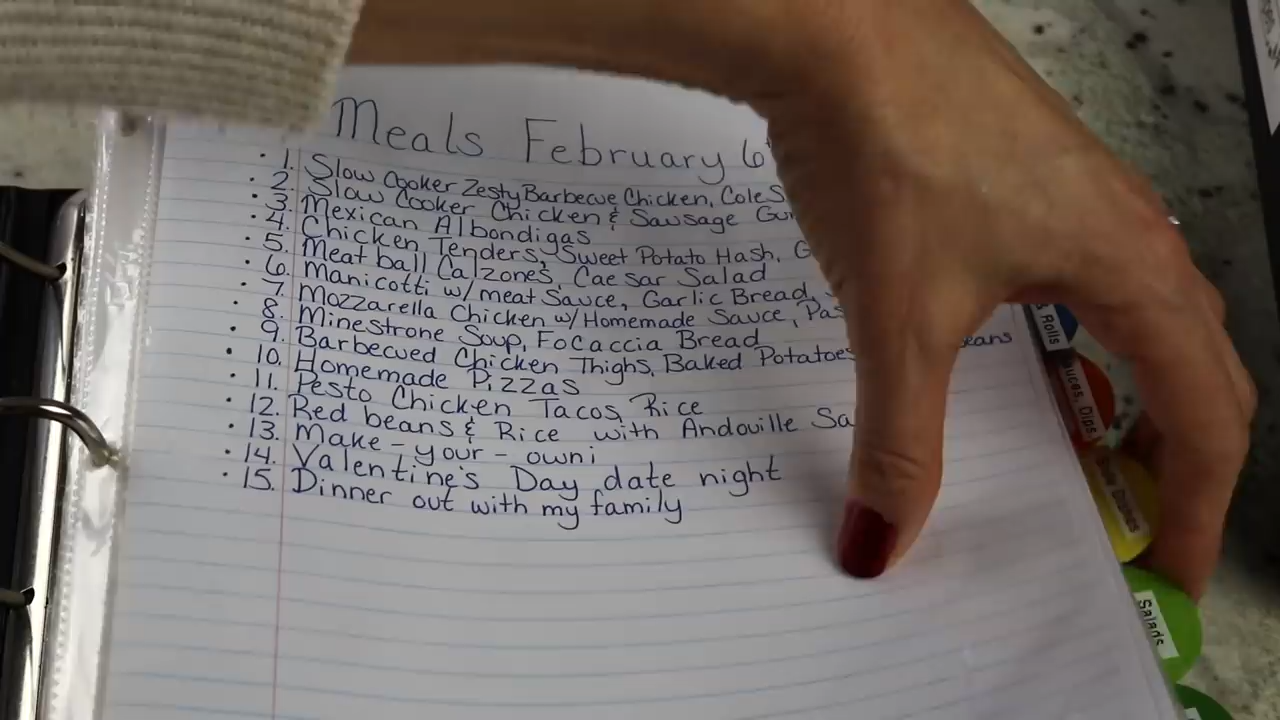 Meals February 6
1. Slow Cooker Zesty Barbecue Chicken, Cole
2. Slow Cooker Chicken & Sausage
3. Mexican Albondigas
4. Chicken Tenders, Sweet Potato Hash,
5. Meatball Calzones, Caesar Salad
6. Manicotti w/ meat Sauce, Garlic Bread,
7. Mozzarella Chicken w/ Homemade Sauce,
8. Minestrone Soup, Focaccia Bread
9. Barbecued Chicken Thighs, Baked Potatoes eans
10. Homemade Pizzas
11. Pesto Chicken Tacos, Rice
12. Red beans & Rice with Andouille
13. Make-your-own
14. Valentine's Day date night
15. Dinner out with my family
Rolls
uces, Dips
Salads